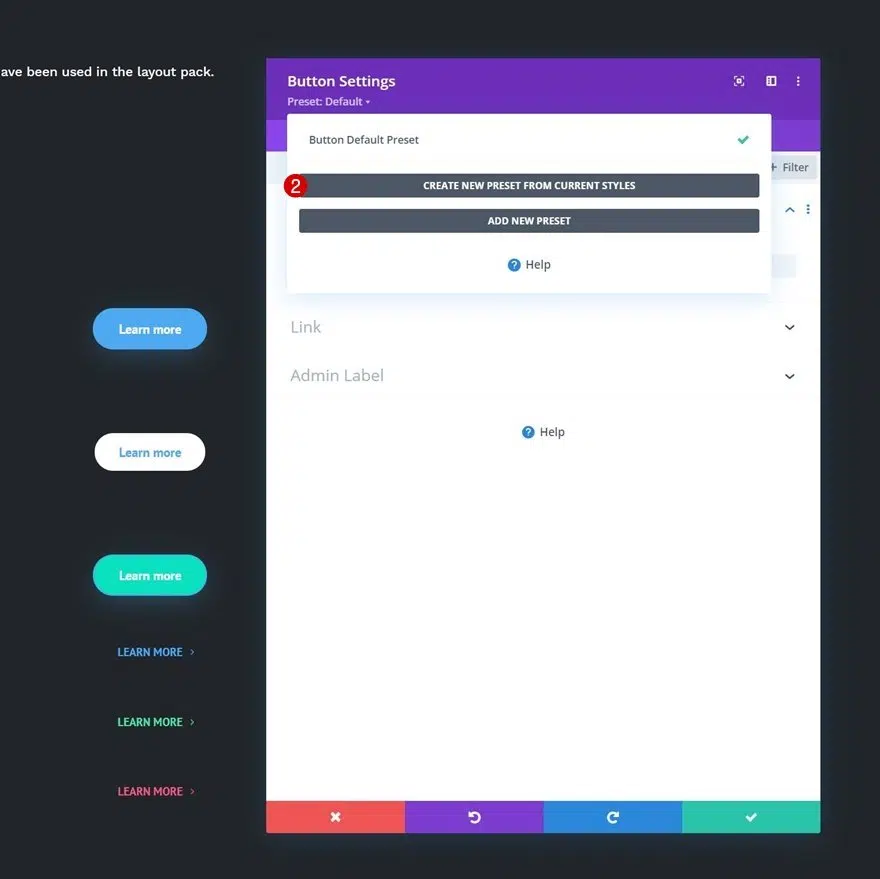 ave been used in the layout pack.
Button Settings
Preset: Default
Button Default Preset
+ Filter
2
CREATE NEW PRESET FROM CURRENT STYLES
ADD NEW PRESET
? Help
Link
Admin Label
? Help
Learn more
Learn more
Learn more
LEARN MORE >
LEARN MORE >
LEARN MORE >